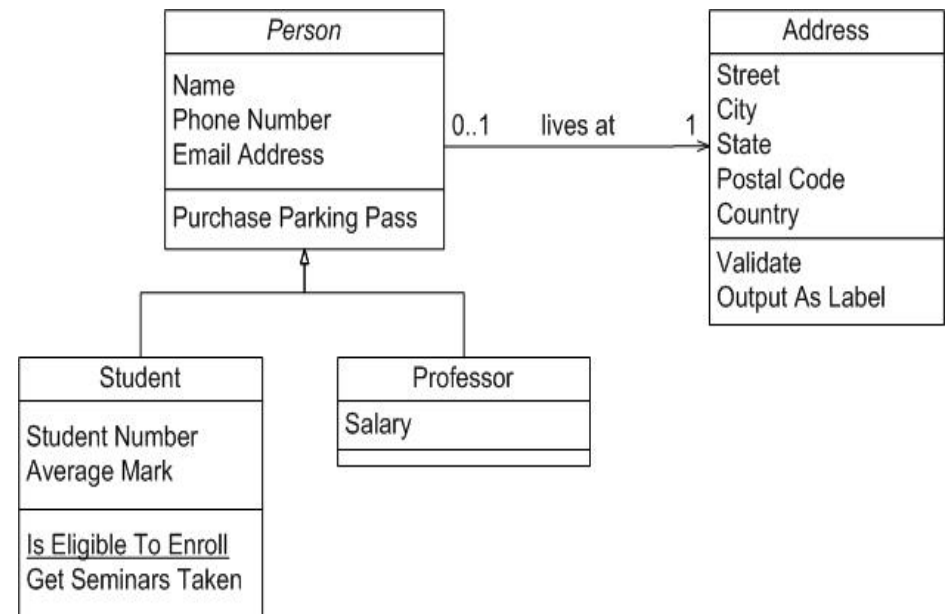 Person
Name
Phone Number
Email Address
Purchase Parking Pass
0..1 lives at 1
Address
Street
City
State
Postal Code
Country
Validate
Output As Label
Student
Student Number
Average Mark
Is Eligible To Enroll
Get Seminars Taken
Professor
Salary